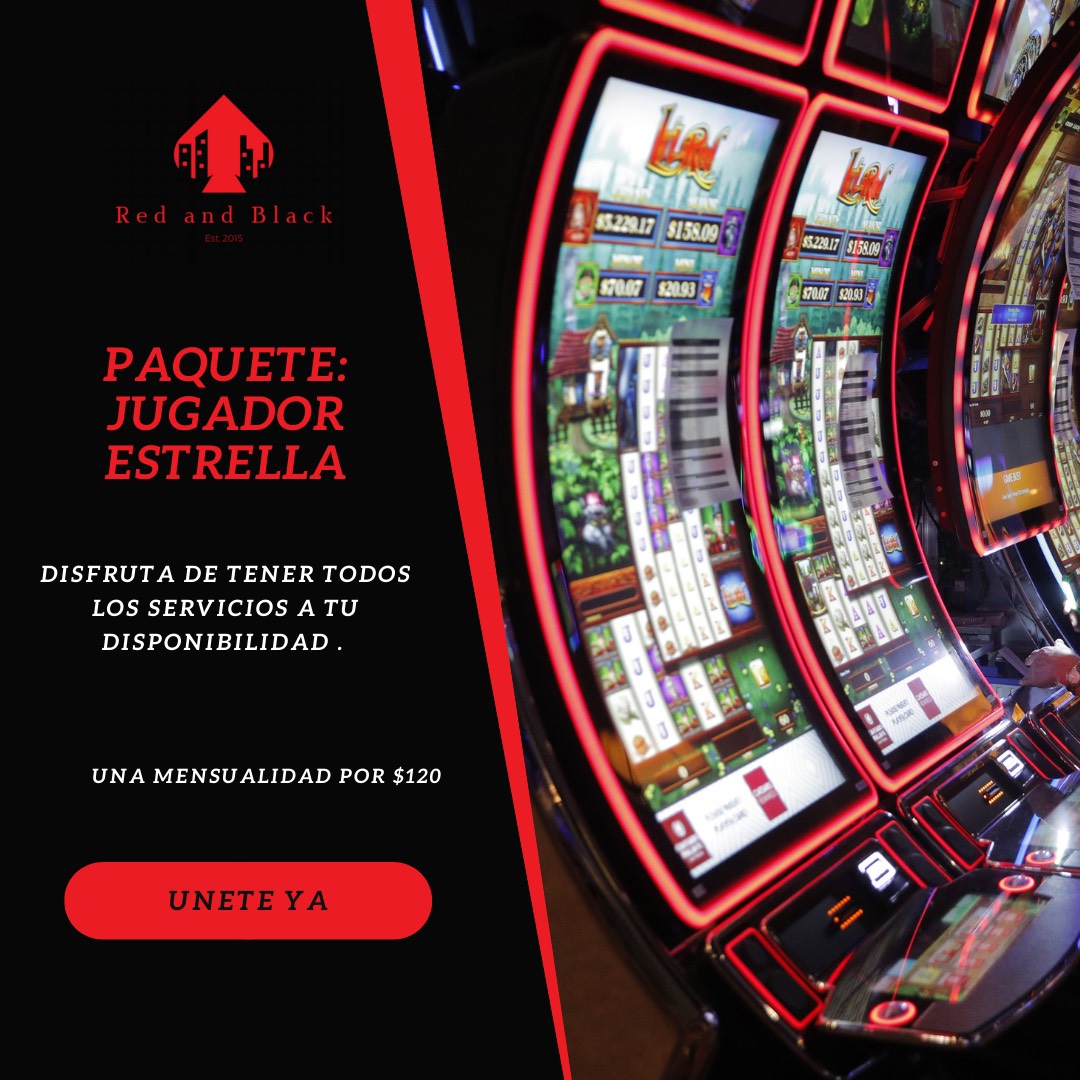 Red and Black
Est. 2015
PAQUETE:
JUGADOR
ESTRELLA
DISFRUTA DE TENER TODOS
LOS SERVICIOS A TU
DISPONIBILIDAD .
UNA MENSUALIDAD POR $120
UNETE YA
$5,229.17
$158.09
$70.07
$20.93
$5,229.17
$158.09
$70.07
$20.93